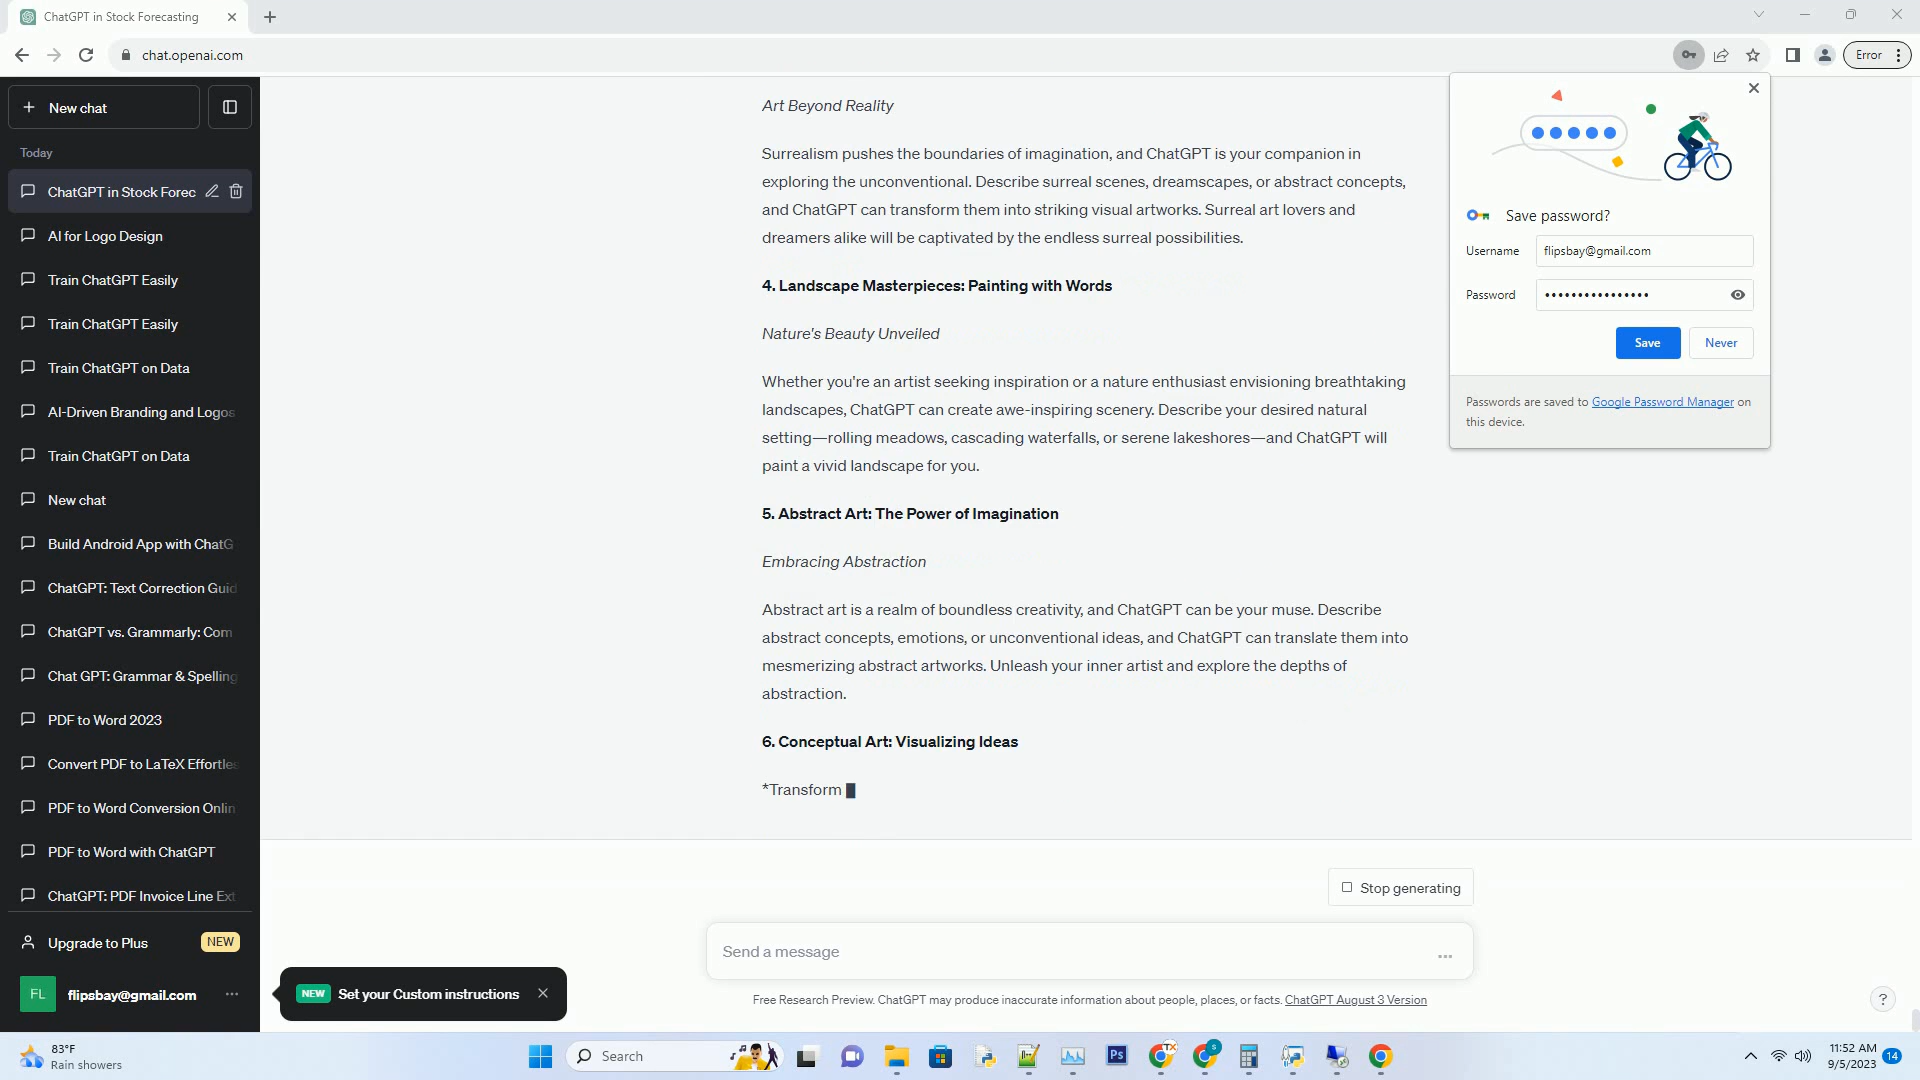 ChatGPT in Stock Forecasting
chat.openai.com
Error
New chat
Today
ChatGPT in Stock Forec
AI for Logo Design
Train ChatGPT Easily
Train ChatGPT Easily
Train ChatGPT on Data
AI-Driven Branding and Logos
Train ChatGPT on Data
New chat
Build Android App with ChatG
ChatGPT: Text Correction Guid
ChatGPT vs. Grammarly: Com
Chat GPT: Grammar & Spelling
PDF to Word 2023
Convert PDF to LaTeX Effortles
PDF to Word Conversion Onlin
PDF to Word with ChatGPT
ChatGPT: PDF Invoice Line Ext
Upgrade to Plus NEW
FL flipsbay@gmail.com
NEW Set your Custom instructions
Art Beyond Reality
Surrealism pushes the boundaries of imagination, and ChatGPT is your companion in
exploring the unconventional. Describe surreal scenes, dreamscapes, or abstract concepts,
and ChatGPT can transform them into striking visual artworks. Surreal art lovers and
dreamers alike will be captivated by the endless surreal possibilities.
4. Landscape Masterpieces: Painting with Words
Nature's Beauty Unveiled
Whether you're an artist seeking inspiration or a nature enthusiast envisioning breathtaking
landscapes, ChatGPT can create awe-inspiring scenery. Describe your desired natural
setting—rolling meadows, cascading waterfalls, or serene lakeshores—and ChatGPT will
paint a vivid landscape for you.
5. Abstract Art: The Power of Imagination
Embracing Abstraction
Abstract art is a realm of boundless creativity, and ChatGPT can be your muse. Describe
abstract concepts, emotions, or unconventional ideas, and ChatGPT can translate them into
mesmerizing abstract artworks. Unleash your inner artist and explore the depths of
abstraction.
6. Conceptual Art: Visualizing Ideas
*Transform
Stop generating
Send a message
Free Research Preview. ChatGPT may produce inaccurate information about people, places, or facts. ChatGPT August 3 Version
?
Save password?
Username flipsbay@gmail.com
Password ••••••••••••••••
Save Never
Passwords are saved to Google Password Manager on
this device.
83°F
Rain showers
Search
Ps
TX
S
11:52 AM
9/5/2023
14